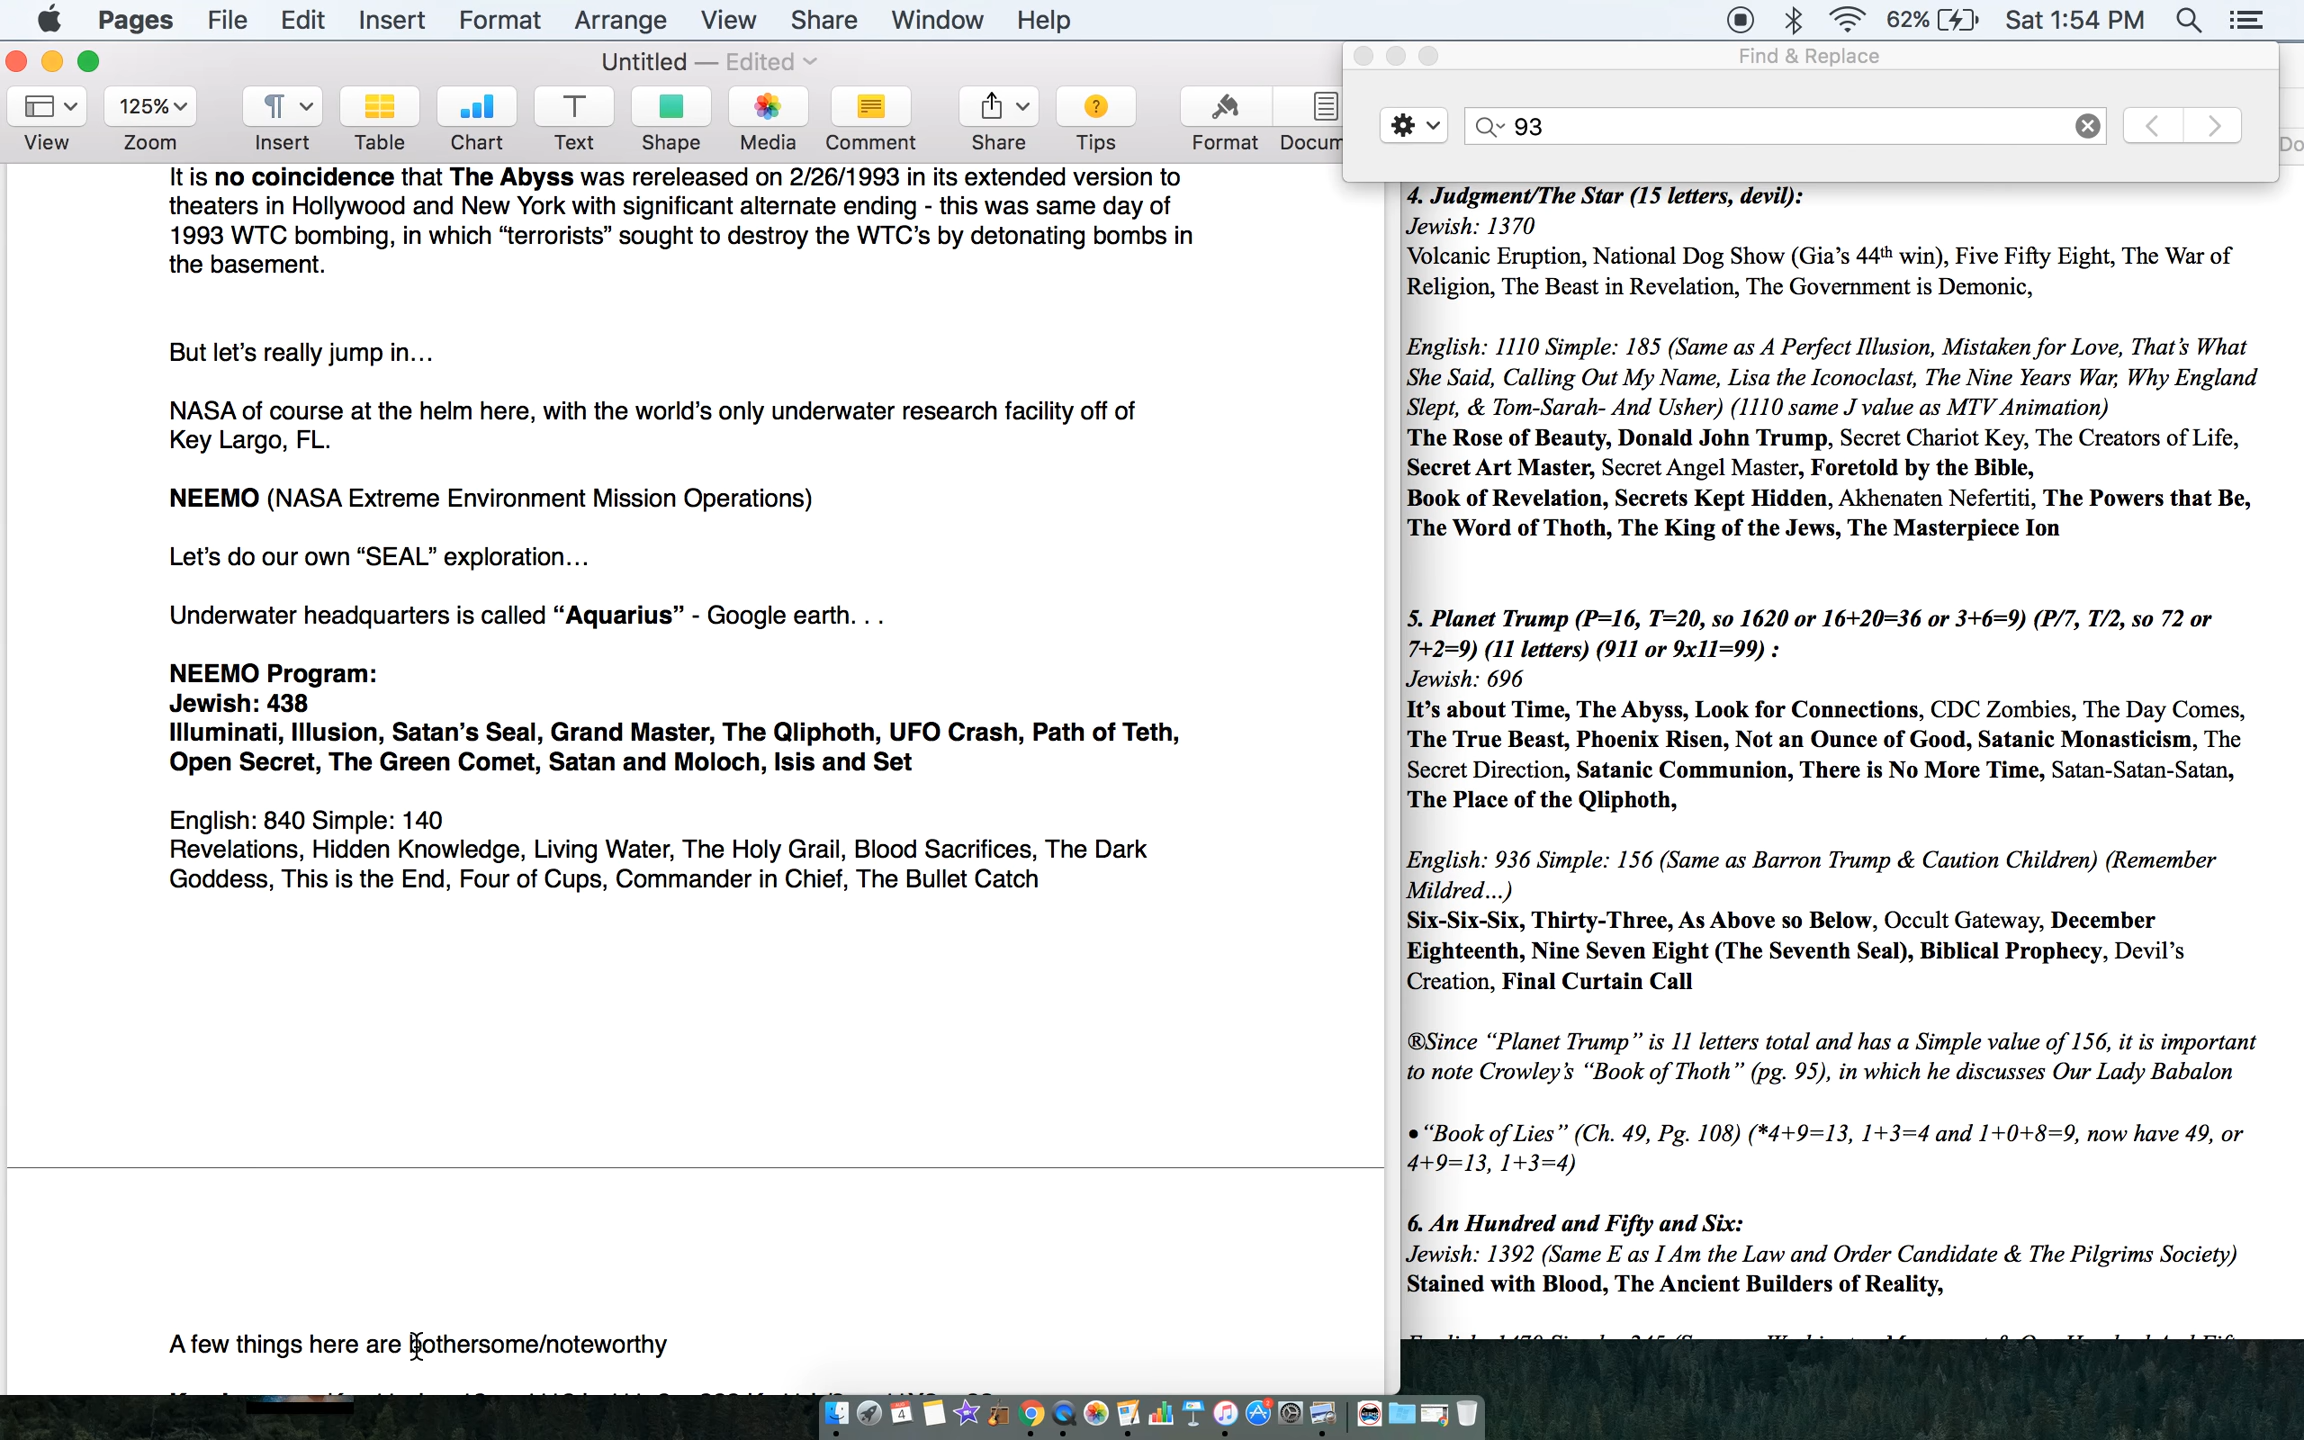 Pages File Edit Insert Format Arrange View Share Window Help 62% Sat 1:54 PM
Untitled — Edited
125%
View Zoom Insert Table Chart Text Shape Media Comment Share Tips Format Docum
Find & Replace
93
Do
It is no coincidence that The Abyss was rereleased on 2/26/1993 in its extended version to
theaters in Hollywood and New York with significant alternate ending - this was same day of
1993 WTC bombing, in which “terrorists” sought to destroy the WTC’s by detonating bombs in
the basement.
But let’s really jump in…
NASA of course at the helm here, with the world’s only underwater research facility off of
Key Largo, FL.
NEEMO (NASA Extreme Environment Mission Operations)
Let’s do our own “SEAL” exploration…
Underwater headquarters is called “Aquarius” - Google earth. . .
NEEMO Program:
Jewish: 438
Illuminati, Illusion, Satan’s Seal, Grand Master, The Qliphoth, UFO Crash, Path of Teth,
Open Secret, The Green Comet, Satan and Moloch, Isis and Set
English: 840 Simple: 140
Revelations, Hidden Knowledge, Living Water, The Holy Grail, Blood Sacrifices, The Dark
Goddess, This is the End, Four of Cups, Commander in Chief, The Bullet Catch
A few things here are bothersome/noteworthy
4. Judgment/The Star (15 letters, devil):
Jewish: 1370
Volcanic Eruption, National Dog Show (Gia’s 44th win), Five Fifty Eight, The War of
Religion, The Beast in Revelation, The Government is Demonic,
English: 1110 Simple: 185 (Same as A Perfect Illusion, Mistaken for Love, That’s What
She Said, Calling Out My Name, Lisa the Iconoclast, The Nine Years War, Why England
Slept, & Tom-Sarah- And Usher) (1110 same J value as MTV Animation)
The Rose of Beauty, Donald John Trump, Secret Chariot Key, The Creators of Life,
Secret Art Master, Secret Angel Master, Foretold by the Bible,
Book of Revelation, Secrets Kept Hidden, Akhenaten Nefertiti, The Powers that Be,
The Word of Thoth, The King of the Jews, The Masterpiece Ion
5. Planet Trump (P=16, T=20, so 1620 or 16+20=36 or 3+6=9) (P/7, T/2, so 72 or
7+2=9) (11 letters) (911 or 9x11=99) :
Jewish: 696
It’s about Time, The Abyss, Look for Connections, CDC Zombies, The Day Comes,
The True Beast, Phoenix Risen, Not an Ounce of Good, Satanic Monasticism, The
Secret Direction, Satanic Communion, There is No More Time, Satan-Satan-Satan,
The Place of the Qliphoth,
English: 936 Simple: 156 (Same as Barron Trump & Caution Children) (Remember
Mildred…)
Six-Six-Six, Thirty-Three, As Above so Below, Occult Gateway, December
Eighteenth, Nine Seven Eight (The Seventh Seal), Biblical Prophecy, Devil’s
Creation, Final Curtain Call
®Since “Planet Trump” is 11 letters total and has a Simple value of 156, it is important
to note Crowley’s “Book of Thoth” (pg. 95), in which he discusses Our Lady Babalon
•“Book of Lies” (Ch. 49, Pg. 108) (*4+9=13, 1+3=4 and 1+0+8=9, now have 49, or
4+9=13, 1+3=4)
6. An Hundred and Fifty and Six:
Jewish: 1392 (Same E as I Am the Law and Order Candidate & The Pilgrims Society)
Stained with Blood, The Ancient Builders of Reality,
4